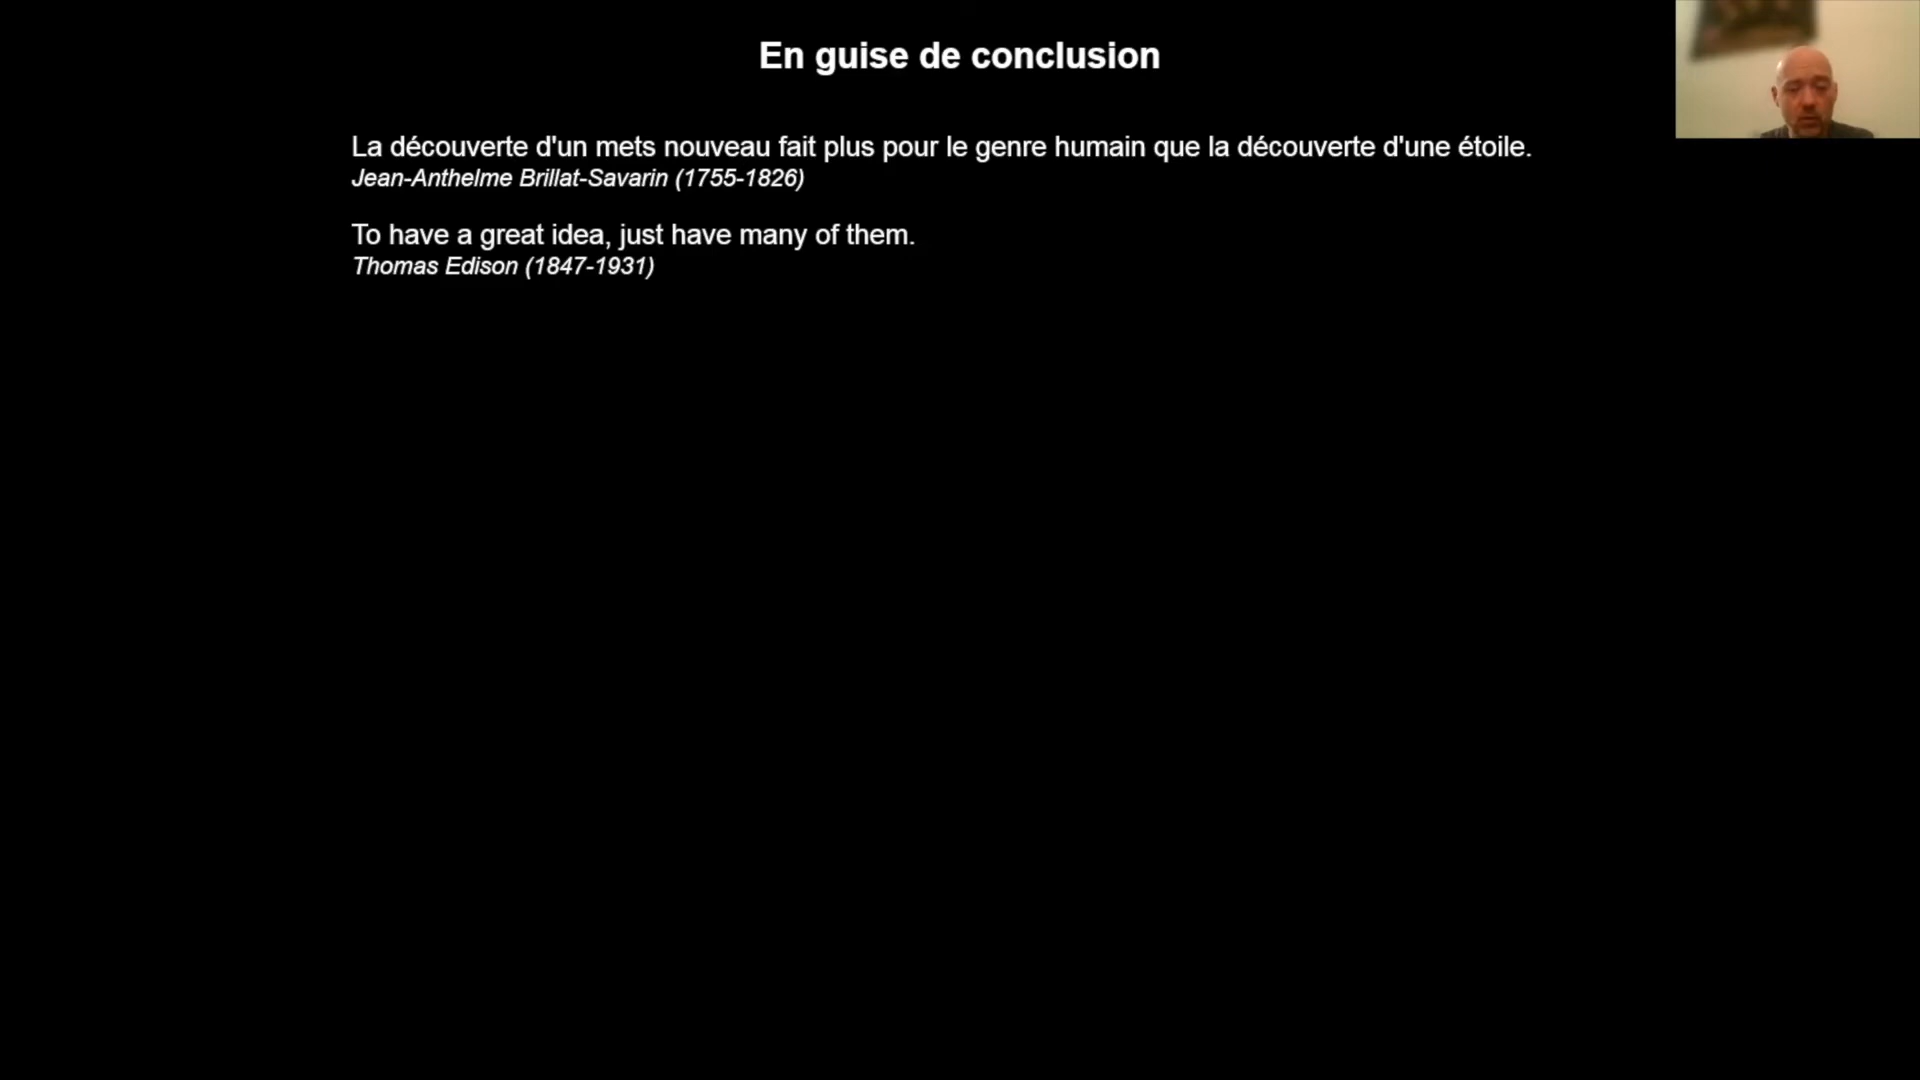 En guise de conclusion
La découverte d'un mets nouveau fait plus pour le genre humain que la découverte d'une étoile.
Jean-Anthelme Brillat-Savarin (1755-1826)
To have a great idea, just have many of them.
Thomas Edison (1847-1931)